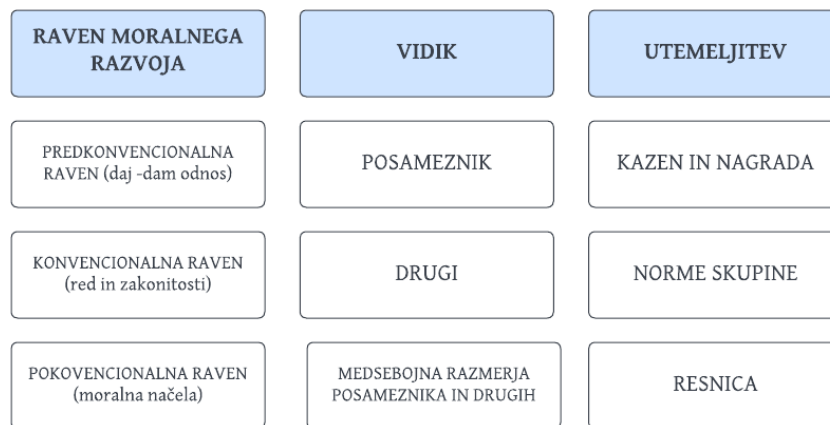 RAVEN MORALNEGA
RAZVOJA
VIDIK
UTEMELJITEV
PREDKONVENCIONALNA
RAVEN (daj -dam odnos)
POSAMEZNIK
KAZEN IN NAGRADA
KONVENCIONALNA RAVEN
(red in zakonitosti)
DRUGI
NORME SKUPINE
POKOVENCIONALNA RAVEN
(moralna načela)
MEDSEBOJNA RAZMERJA
POSAMEZNIKA IN DRUGIH
RESNICA